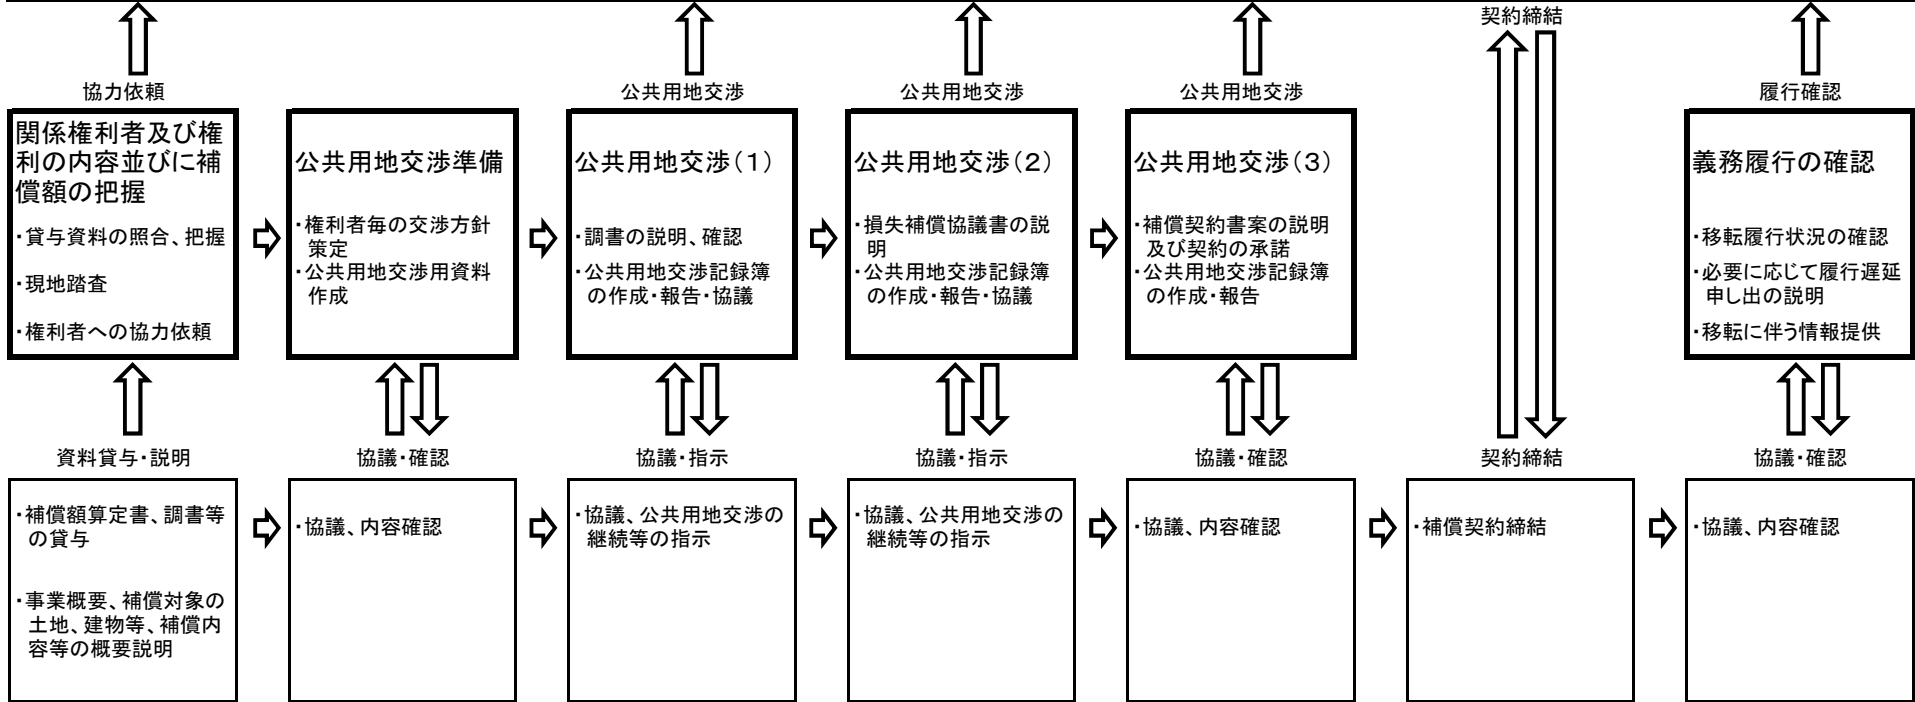 契約締結
協力依頼
公共用地交渉
公共用地交渉
公共用地交渉
履行確認
関係権利者及び権
利の内容並びに補
償額の把握
・貸与資料の照合、把握
・現地踏査
・権利者への協力依頼
公共用地交渉準備
・権利者毎の交渉方針
策定
・公共用地交渉用資料
作成
公共用地交渉(1)
・調書の説明、確認
・公共用地交渉記録簿
の作成・報告・協議
公共用地交渉(2)
・損失補償協議書の説
明
・公共用地交渉記録簿
の作成・報告・協議
公共用地交渉(3)
・補償契約書案の説明
及び契約の承諾
・公共用地交渉記録簿
の作成・報告
義務履行の確認
・移転履行状況の確認
・必要に応じて履行遅延
申し出の説明
・移転に伴う情報提供
資料貸与・説明
協議・確認
協議・指示
協議・指示
協議・確認
契約締結
協議・確認
・補償額算定書、調書等
の貸与
・事業概要、補償対象の
土地、建物等、補償内
容等の概要説明
・協議、内容確認
・協議、公共用地交渉の
継続等の指示
・協議、公共用地交渉の
継続等の指示
・協議、内容確認
・補償契約締結
・協議、内容確認